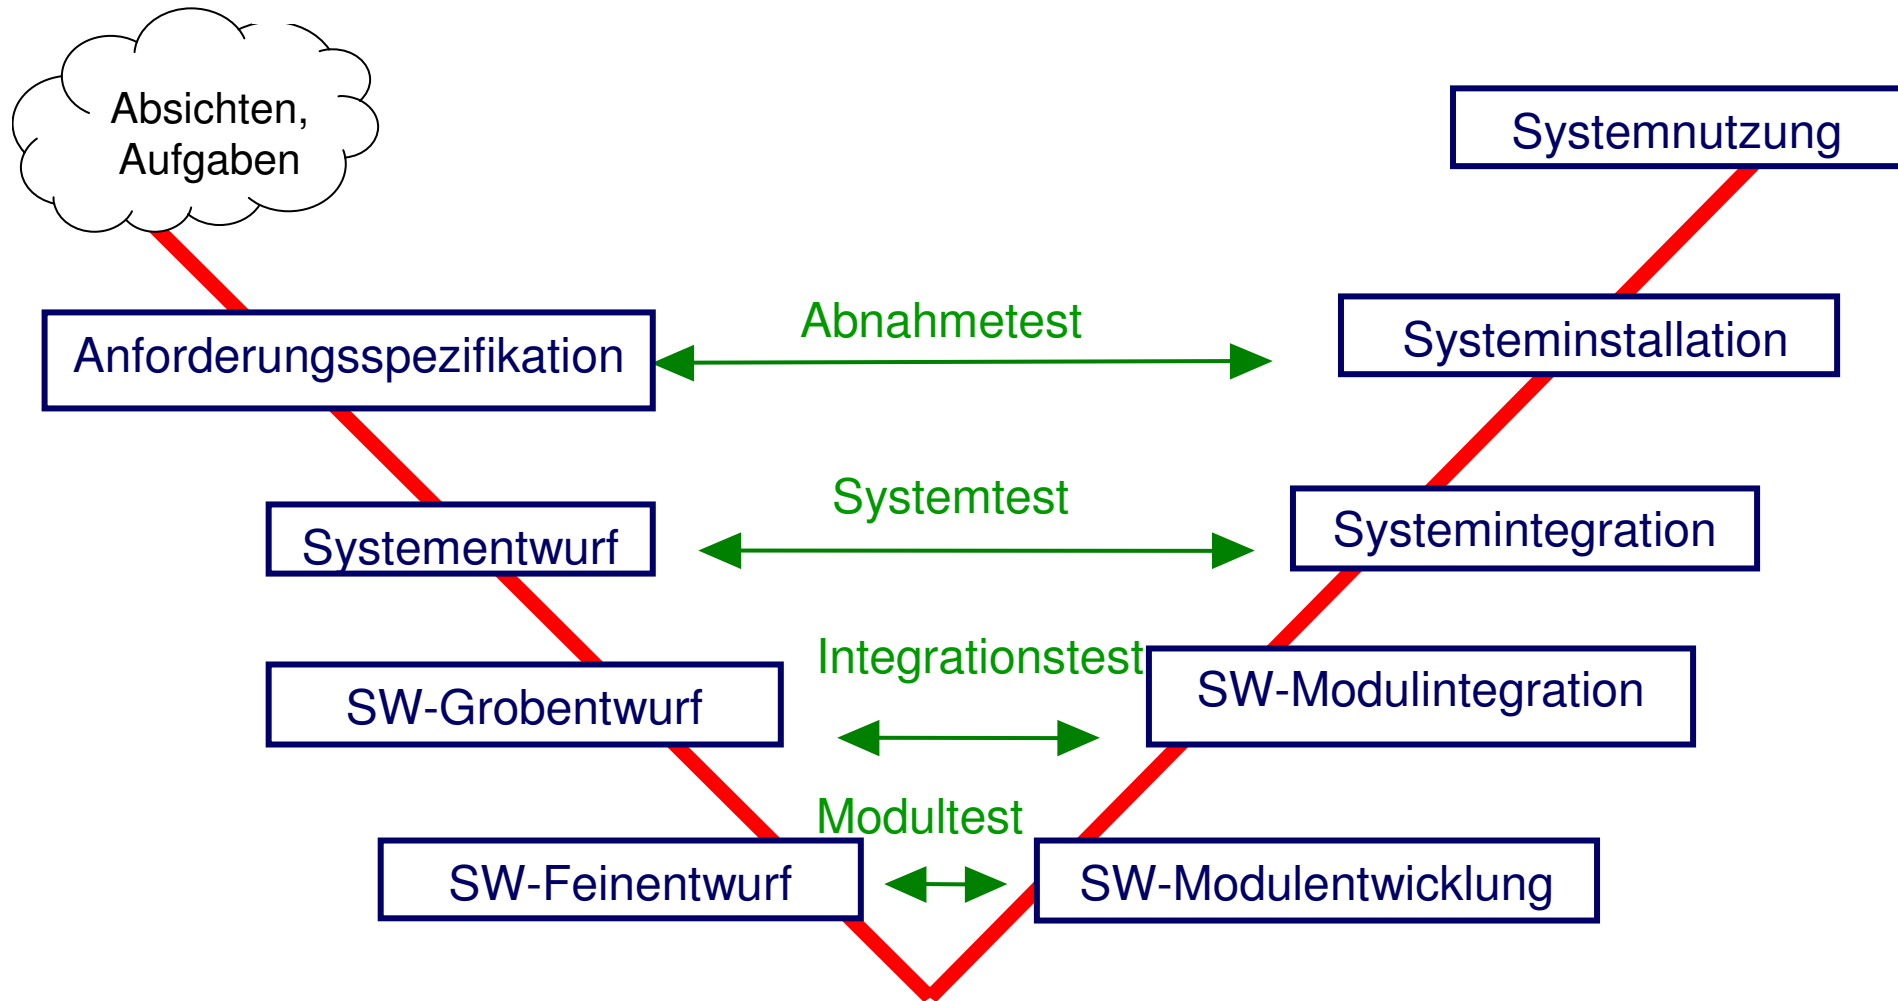 Absichten,
Aufgaben
Systemnutzung
Anforderungsspezifikation
Abnahmetest
Systeminstallation
Systementwurf
Systemtest
Systemintegration
SW-Grobentwurf
Integrationstest
SW-Modulintegration
SW-Feinentwurf
Modultest
SW-Modulentwicklung